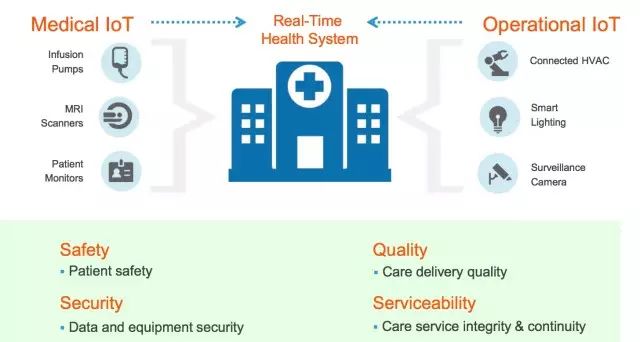 Medical IoT
Real-Time
Health System
Operational IoT
Infusion
Pumps
MRI
Scanners
Patient
Monitors
Connected HVAC
Smart
Lighting
Surveillance
Camera
Safety
▪ Patient safety
Quality
▪ Care delivery quality
Security
▪ Data and equipment security
Serviceability
▪ Care service integrity & continuity